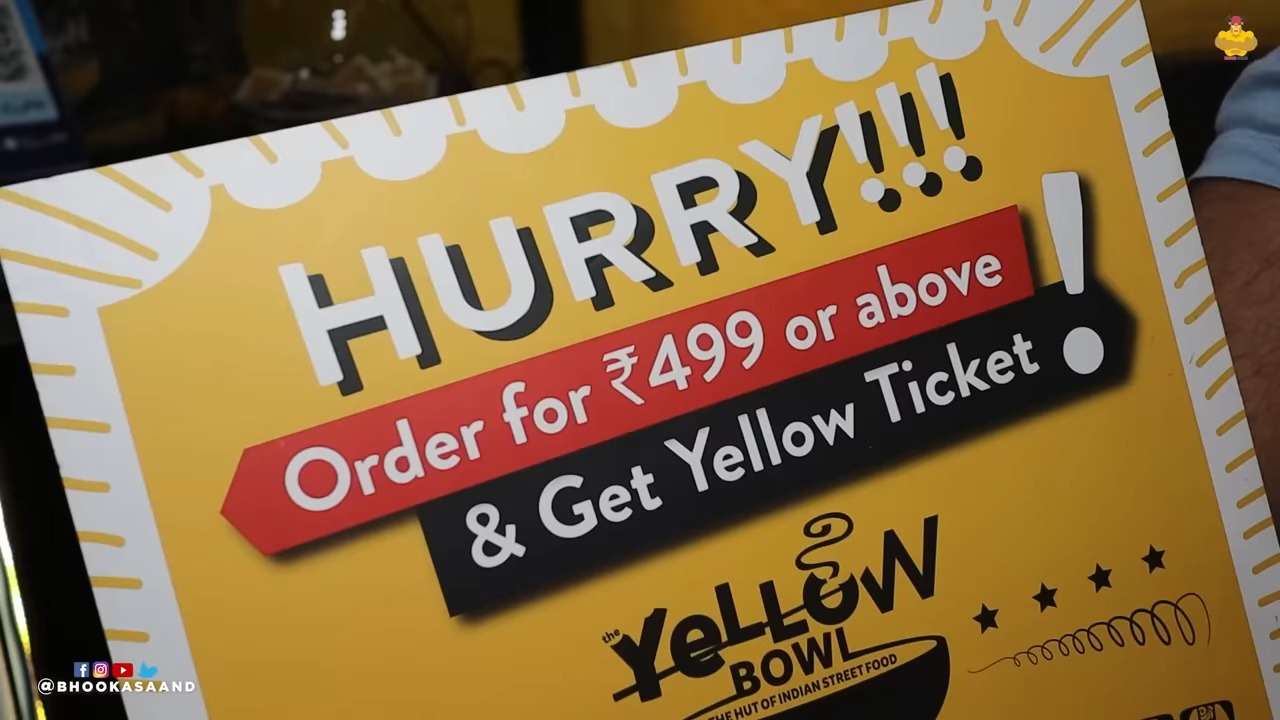 HURRY!!!
Order for ₹499 or above
& Get Yellow Ticket!
the
YeLLOW
BOWL
THE HUT OF INDIAN STREET FOOD
@BHOOKASAAND